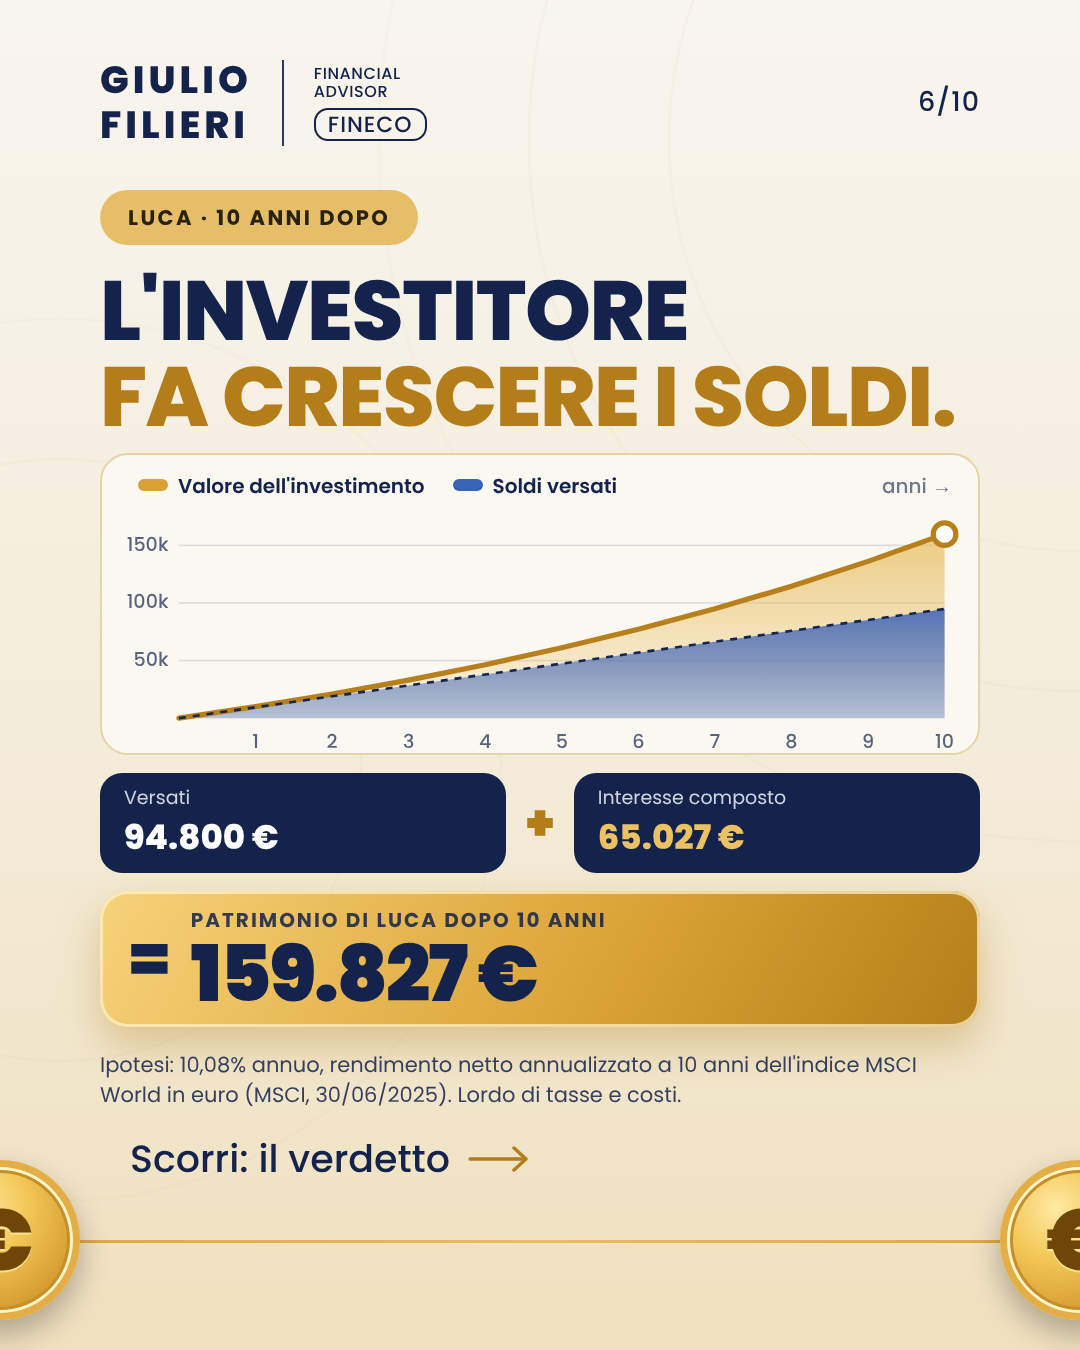 GIULIO
FILIERI
FINANCIAL
ADVISOR
FINECO
6/10
LUCA · 10 ANNI DOPO
L'INVESTITORE
FA CRESCERE I SOLDI.
Valore dell'investimento
Soldi versati
anni →
150k
100k
50k
1 2 3 4 5 6 7 8 9 10
Versati
94.800 €
+
Interesse composto
65.027 €
PATRIMONIO DI LUCA DOPO 10 ANNI
= 159.827 €
Ipotesi: 10,08% annuo, rendimento netto annualizzato a 10 anni dell'indice MSCI
World in euro (MSCI, 30/06/2025). Lordo di tasse e costi.
Scorri: il verdetto →
€ €